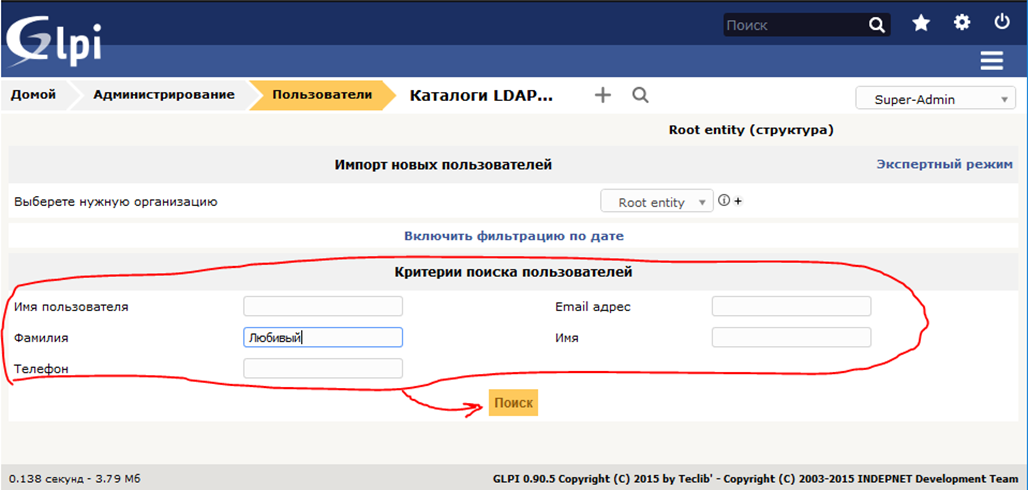 Glpi
Поиск
Домой Администрирование Пользователи Каталоги LDAP... Super-Admin
Root entity (структура)
Импорт новых пользователей Экспертный режим
Выберете нужную организацию Root entity
Включить фильтрацию по дате
Критерии поиска пользователей
Имя пользователя Email адрес
Фамилия Любивый Имя
Телефон
Поиск
0.138 секунд - 3.79 Мб GLPI 0.90.5 Copyright (C) 2015 by Teclib' - Copyright (C) 2003-2015 INDEPNET Development Team